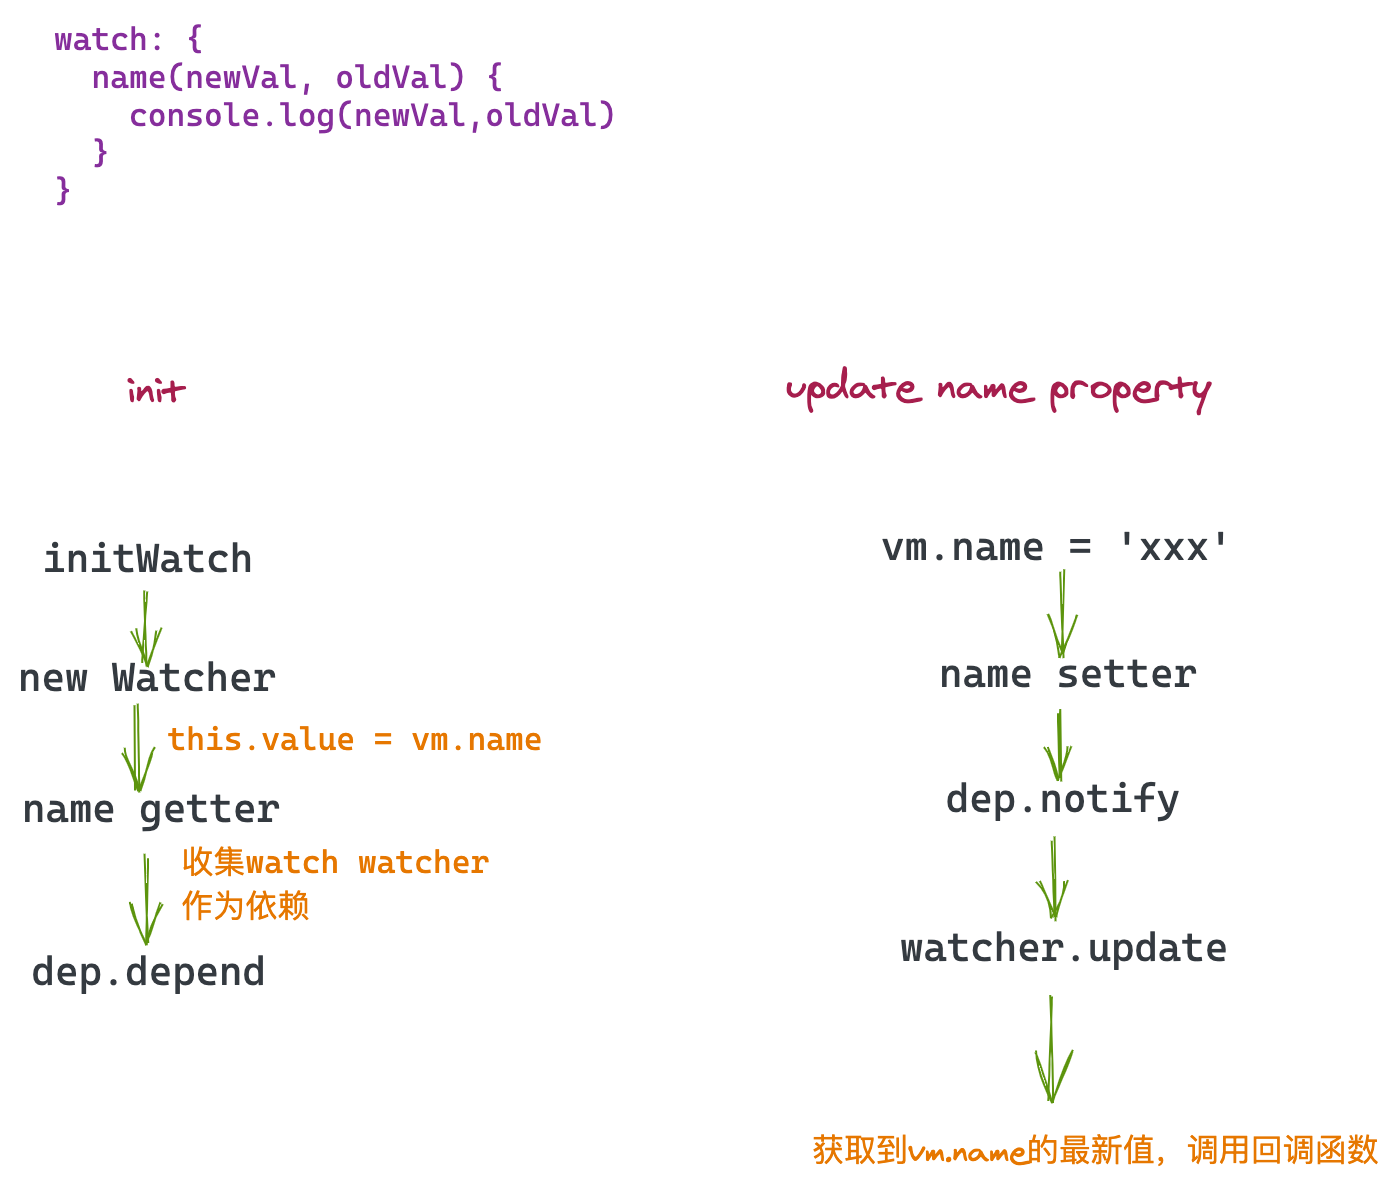 watch: {
name(newVal, oldVal) {
console.log(newVal,oldVal)
}
}
init
initWatch
new Watcher
this.value = vm.name
name getter
收集watch watcher
作为依赖
dep.depend
update name property
vm.name = 'xxx'
name setter
dep.notify
watcher.update
获取到vm.name的最新值，调用回调函数